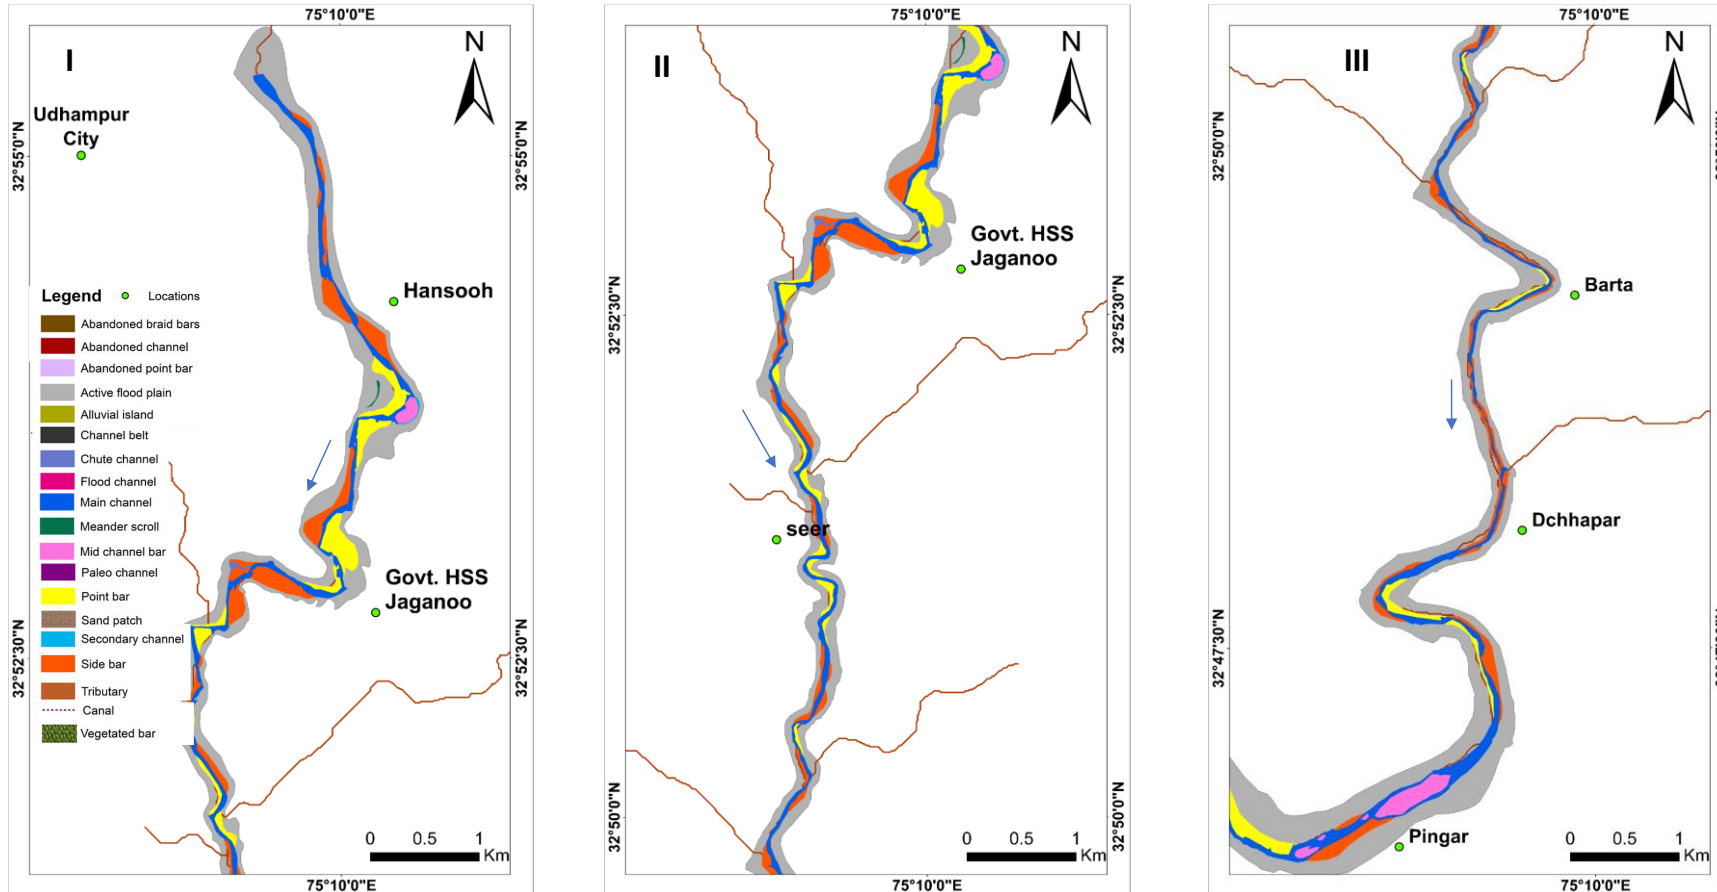 75°10'0"E
I
N
Udhampur
City
32°55'0"N
32°55'0"N
Hansooh
Legend
Locations
Abandoned braid bars
Abandoned channel
Abandoned point bar
Active flood plain
Alluvial island
Channel belt
Chute channel
Flood channel
Main channel
Meander scroll
Mid channel bar
Paleo channel
Point bar
Sand patch
Secondary channel
Side bar
Tributary
Canal
Vegetated bar
Govt. HSS
Jaganoo
32°52'30"N
32°52'30"N
0 0.5 1
Km
75°10'0"E
75°10'0"E
II
N
Govt. HSS
Jaganoo
32°52'30"N
32°52'30"N
seer
32°50'0"N
32°50'0"N
0 0.5 1
Km
75°10'0"E
75°10'0"E
III
N
32°50'0"N
Barta
Dchhapar
32°47'30"N
Pingar
0 0.5 1
Km
75°10'0"E